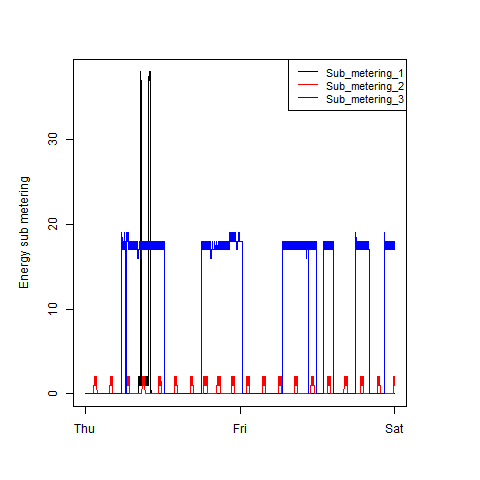 Sub_metering_1
Sub_metering_2
Sub_metering_3
30
20
10
0
Energy sub metering
Thu Fri Sat